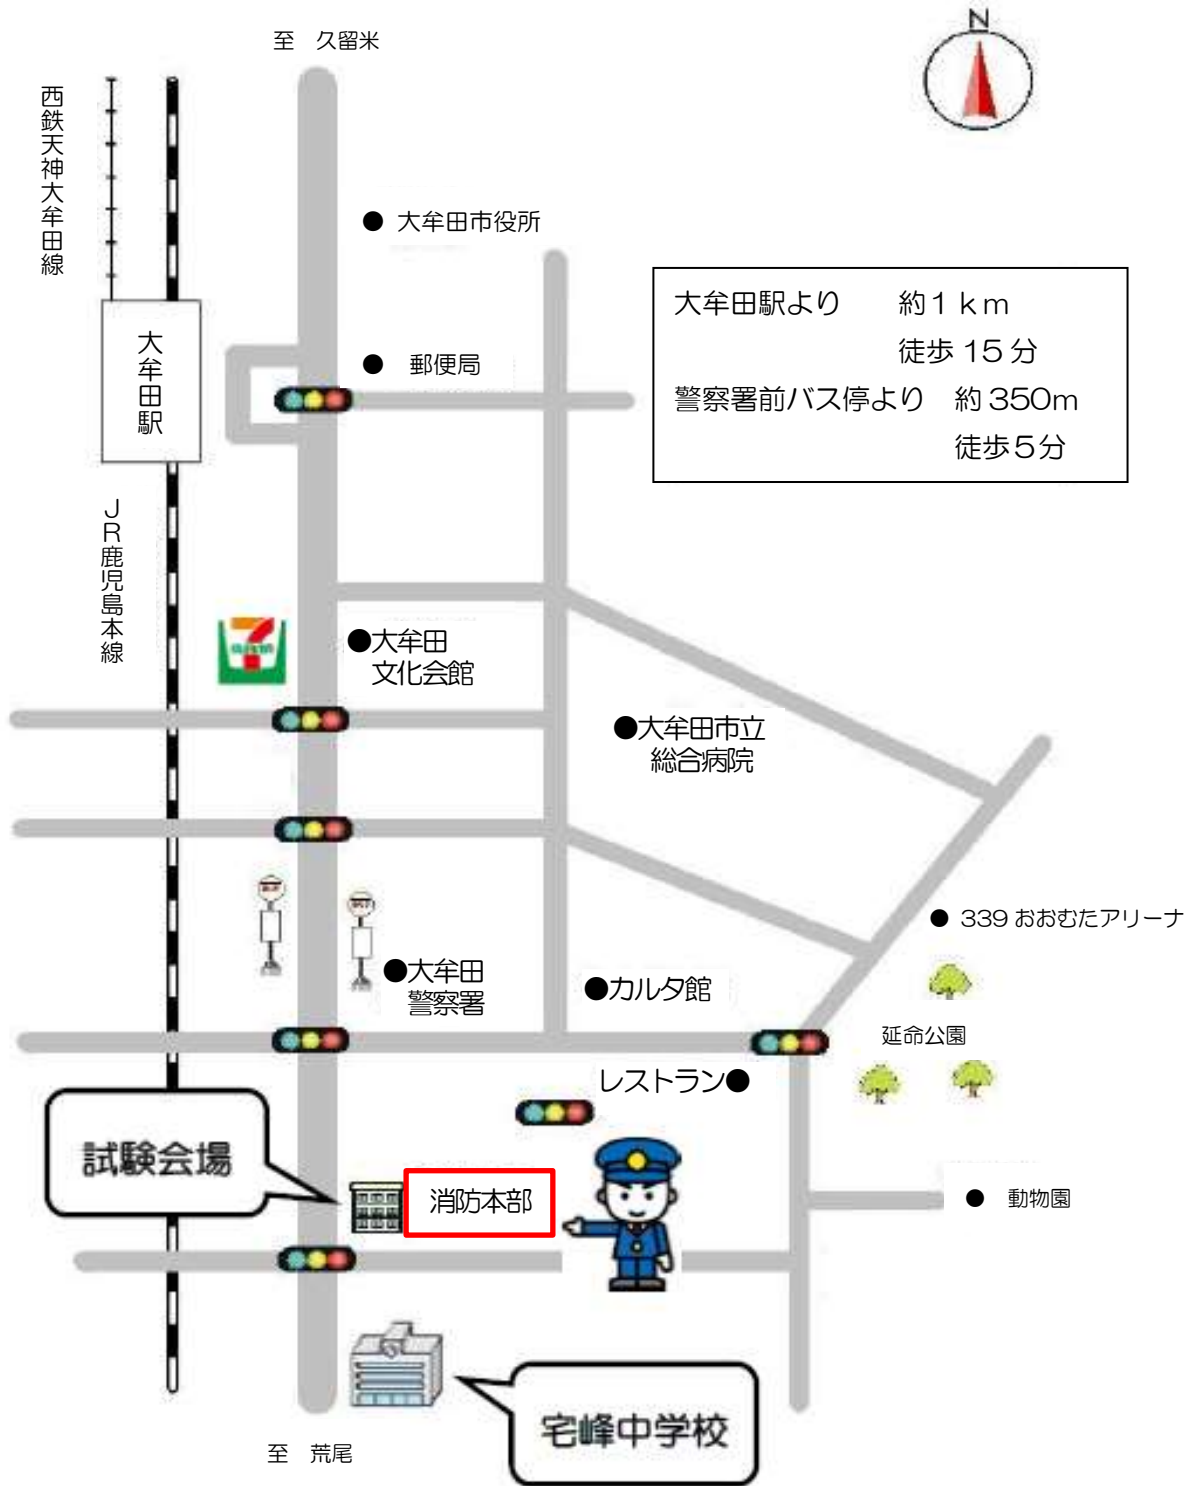 N
至 久留米
西鉄天神大牟田線
● 大牟田市役所
大牟田駅より 約1km
徒歩 15 分
警察署前バス停より 約 350m
徒歩5分
大牟田駅
● 郵便局
JR鹿児島本線
●大牟田
文化会館
●大牟田市立
総合病院
● 339 おおむたアリーナ
●大牟田
警察署
●カルタ館
延命公園
レストラン●
試験会場
消防本部
● 動物園
宅峰中学校
至 荒尾